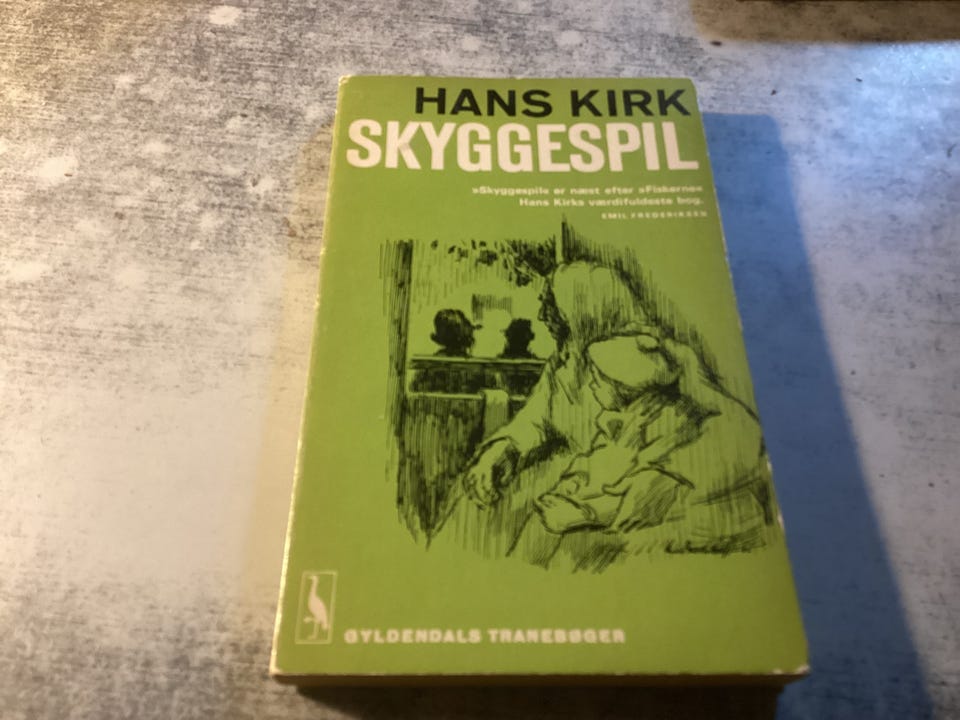 HANS KIRK
SKYGGESPIL
»Skyggespil« er næst efter »Fiskerne«
Hans Kirks værdifuldeste bog.
EMIL FREDERIKSEN
GYLDENDALS TRANEBØGER